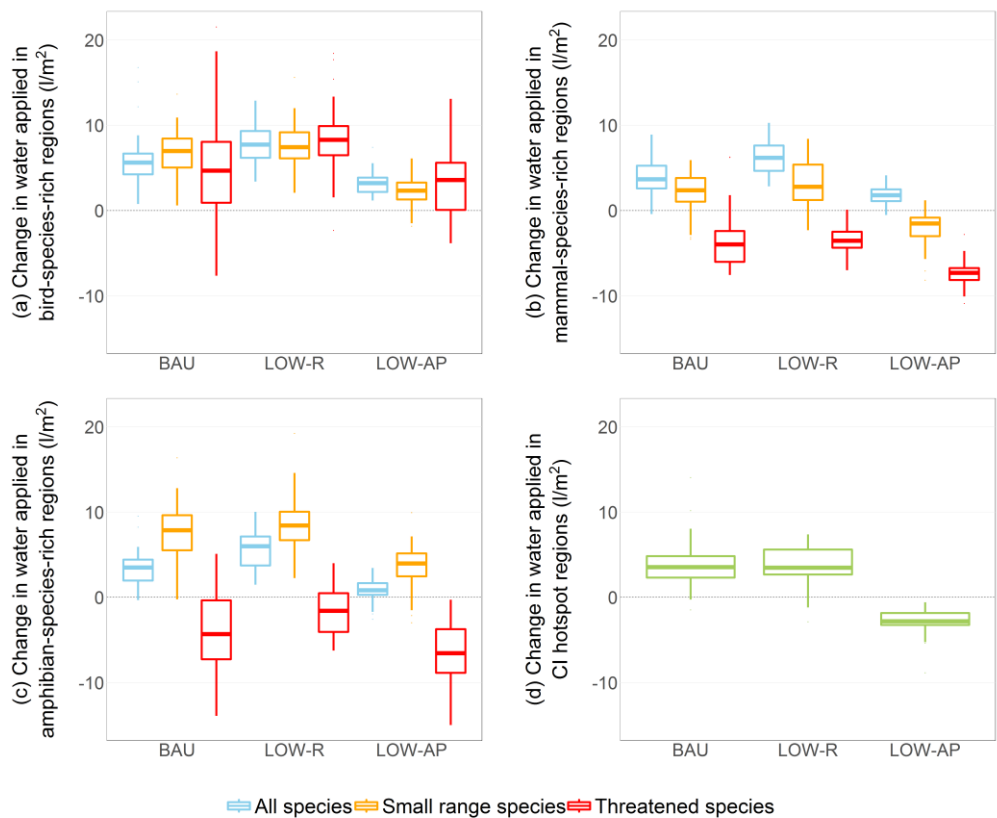 (a) Change in water applied in
bird-species-rich regions (l/m²)
20
10
0
-10
BAU LOW-R LOW-AP
(b) Change in water applied in
mammal-species-rich regions (l/m²)
20
10
0
-10
BAU LOW-R LOW-AP
(c) Change in water applied in
amphibian-species-rich regions (l/m²)
20
10
0
-10
BAU LOW-R LOW-AP
(d) Change in water applied in
CI hotspot regions (l/m²)
20
10
0
-10
BAU LOW-R LOW-AP
All species Small range species Threatened species